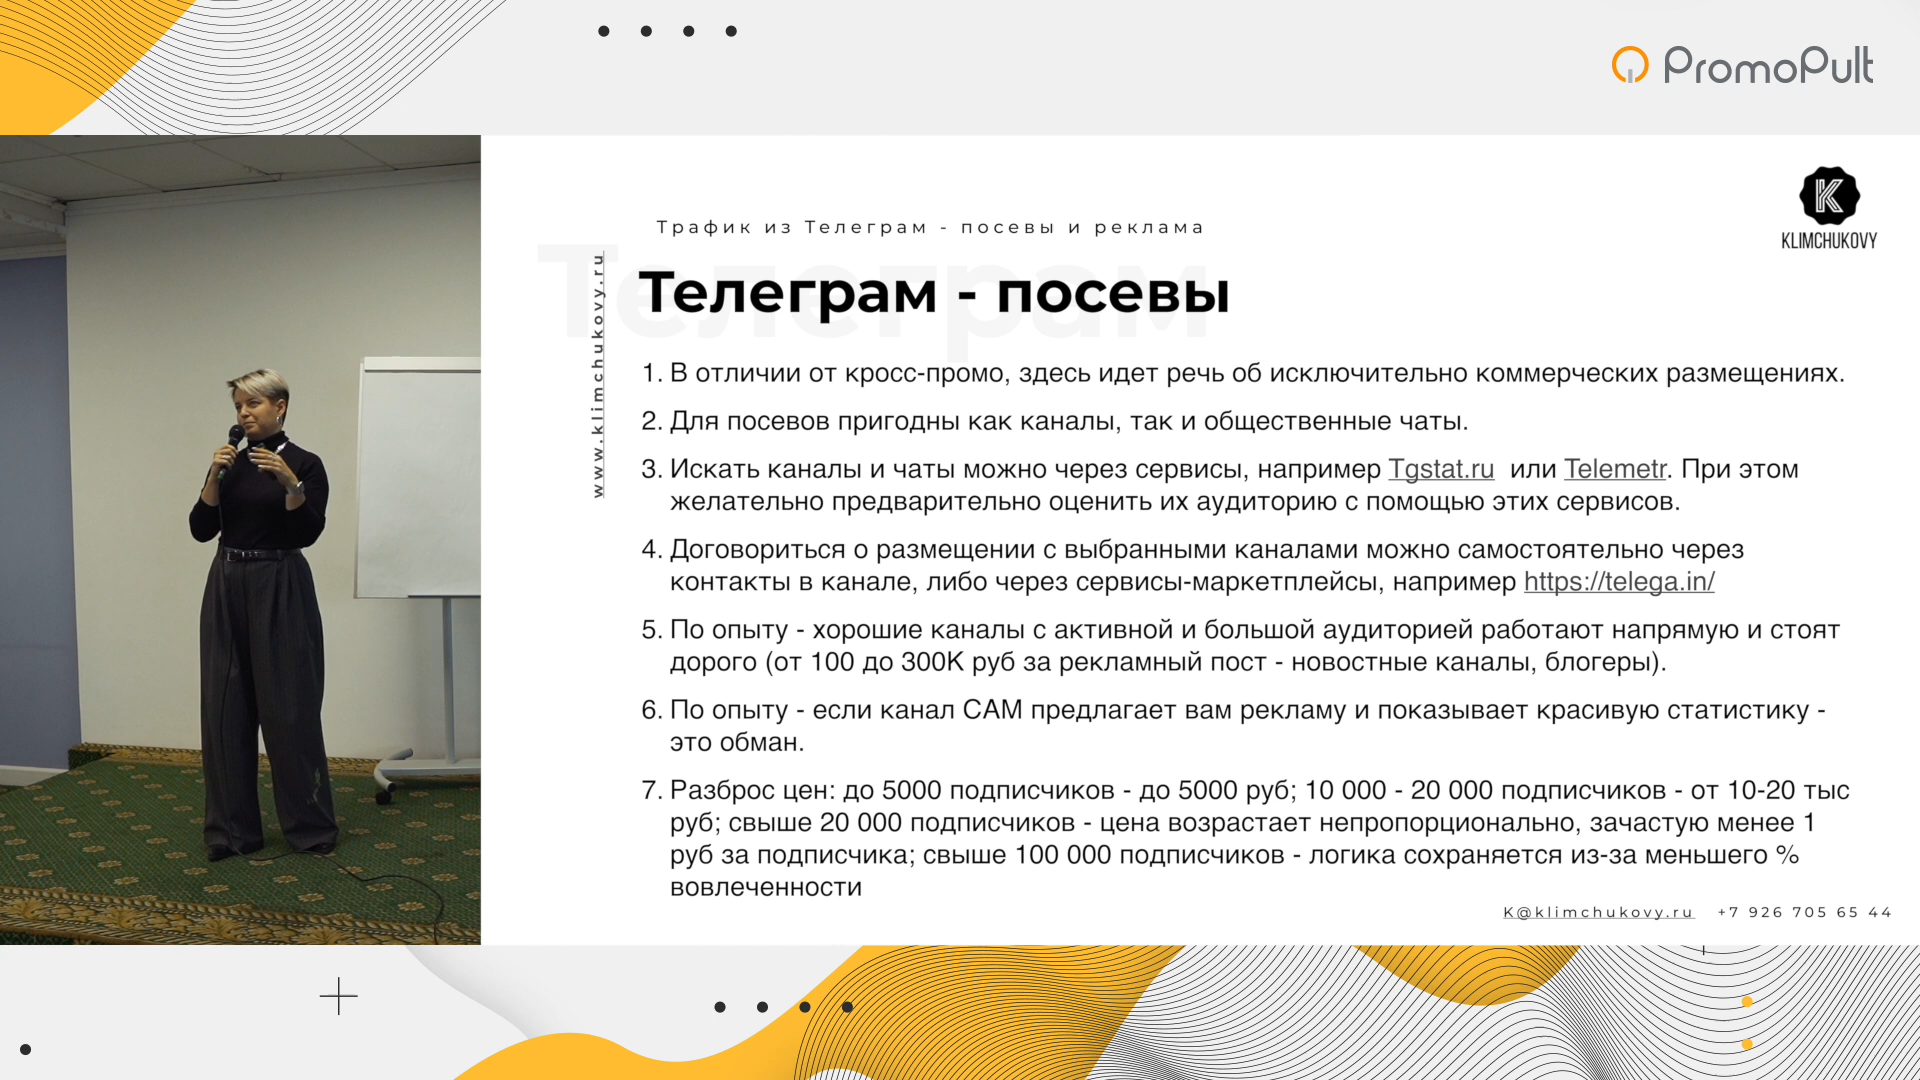 PromoPult
K
KLIMCHUKOVY
Трафик из Телеграм - посевы и реклама
Телеграм
Телеграм - посевы
www.klimchukovy.ru
1. В отличии от кросс-промо, здесь идет речь об исключительно коммерческих размещениях.
2. Для посевов пригодны как каналы, так и общественные чаты.
3. Искать каналы и чаты можно через сервисы, например Tgstat.ru или Telemetr. При этом
желательно предварительно оценить их аудиторию с помощью этих сервисов.
4. Договориться о размещении с выбранными каналами можно самостоятельно через
контакты в канале, либо через сервисы-маркетплейсы, например https://telega.in/
5. По опыту - хорошие каналы с активной и большой аудиторией работают напрямую и стоят
дорого (от 100 до 300К руб за рекламный пост - новостные каналы, блогеры).
6. По опыту - если канал САМ предлагает вам рекламу и показывает красивую статистику -
это обман.
7. Разброс цен: до 5000 подписчиков - до 5000 руб; 10 000 - 20 000 подписчиков - от 10-20 тыс
руб; свыше 20 000 подписчиков - цена возрастает непропорционально, зачастую менее 1
руб за подписчика; свыше 100 000 подписчиков - логика сохраняется из-за меньшего %
вовлеченности
K@klimchukovy.ru +7 926 705 65 44